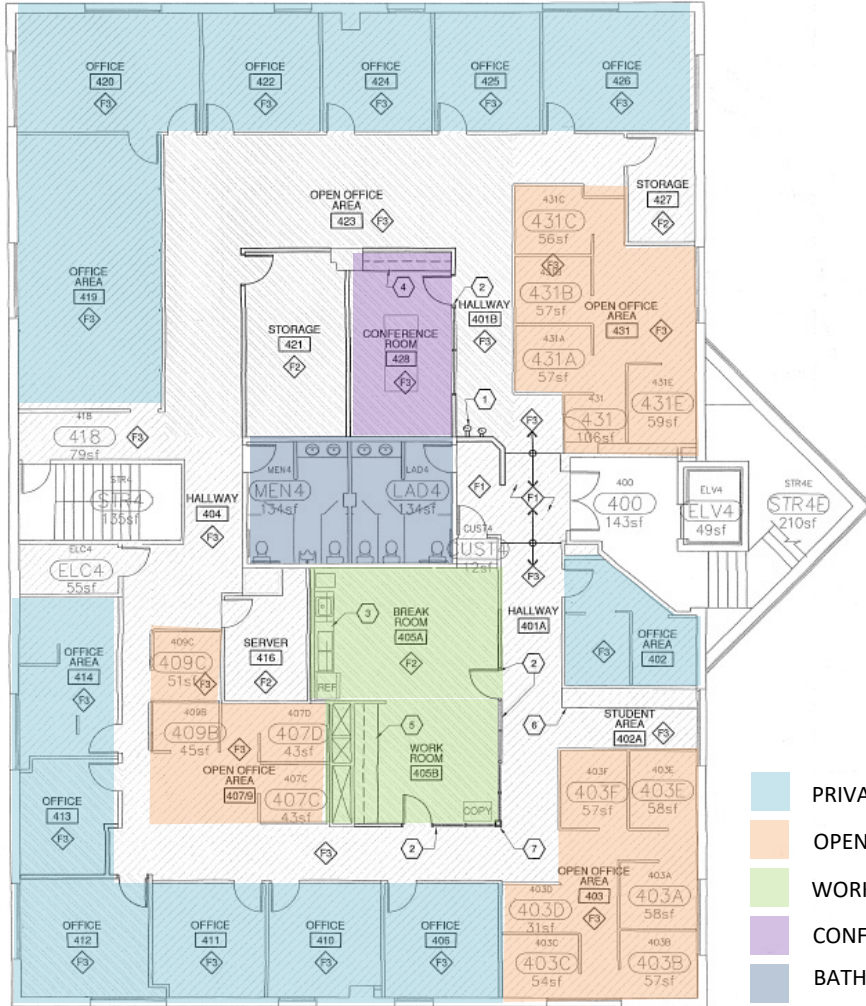 OFFICE
420
F3
OFFICE
422
F3
OFFICE
424
F3
OFFICE
425
F3
OFFICE
426
F3
OPEN OFFICE
AREA
423
F3
STORAGE
427
F2
OFFICE
AREA
419
F3
431C
431C
56sf
F3
431B
57sf
OPEN OFFICE
AREA
431
F3
431A
431A
57sf
431
431
106sf
431E
431E
59sf
4
2
HALLWAY
401B
F3
STORAGE
421
F2
CONFERENCE
ROOM
428
F3
1
F3
418
418
79sf
F3
STR4
STR4
135sf
HALLWAY
404
F3
MEN4
MEN4
134sf
LAD4
LAD4
134sf
F1
F1
CUST4
CUST4
12sf
F3
400
400
143sf
ELV4
ELV4
49sf
STR4E
STR4E
210sf
ELC4
ELC4
55sf
OFFICE
AREA
414
F3
409C
409C
51sf
F3
SERVER
416
F2
3
BREAK
ROOM
405A
F2
REF
HALLWAY
401A
2
F3
OFFICE
AREA
402
409B
409B
45sf
F3
407D
407D
43sf
OPEN OFFICE
AREA
407/9
407C
407C
43sf
5
WORK
ROOM
405B
COPY
6
STUDENT
AREA
402A
F3
OFFICE
413
F3
F3
2
7
403F
403F
57sf
403E
403E
58sf
OPEN OFFICE
AREA
403
F3
403A
403A
58sf
403D
403D
31sf
403C
403C
54sf
403B
403B
57sf
OFFICE
412
F3
OFFICE
411
F3
OFFICE
410
F3
OFFICE
406
F3
PRIVA
OPEN
WORK
CONF
BATH